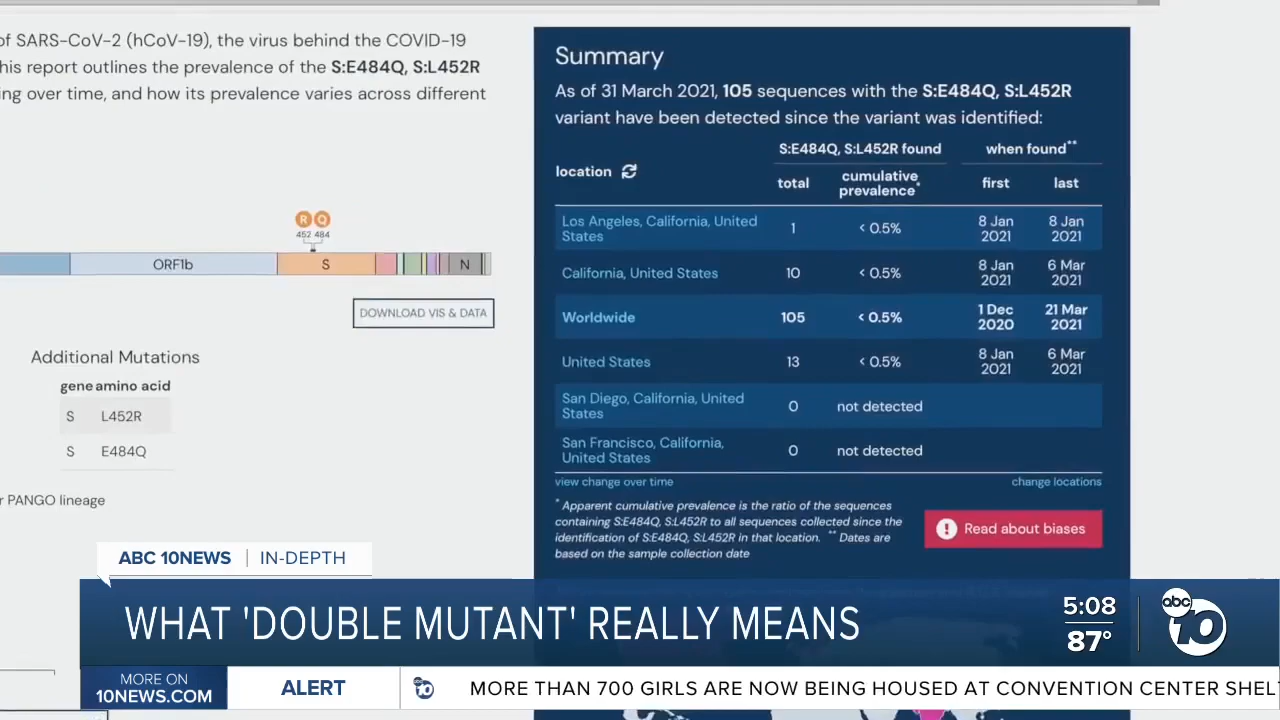 of SARS-CoV-2 (hCoV-19), the virus behind the COVID-19
his report outlines the prevalence of the S:E484Q, S:L452R
ing over time, and how its prevalence varies across different
R Q
452 484
ORF1b S N
DOWNLOAD VIS & DATA
Additional Mutations
gene amino acid
S L452R
S E484Q
r PANGO lineage
Summary
As of 31 March 2021, 105 sequences with the S:E484Q, S:L452R
variant have been detected since the variant was identified:
S:E484Q, S:L452R found when found**
location total cumulative prevalence* first last
Los Angeles, California, United States 1 < 0.5% 8 Jan 2021 8 Jan 2021
California, United States 10 < 0.5% 8 Jan 2021 6 Mar 2021
Worldwide 105 < 0.5% 1 Dec 2020 21 Mar 2021
United States 13 < 0.5% 8 Jan 2021 6 Mar 2021
San Diego, California, United States 0 not detected
San Francisco, California, United States 0 not detected
view change over time change locations
* Apparent cumulative prevalence is the ratio of the sequences
containing S:E484Q, S:L452R to all sequences collected since the
identification of S:E484Q, S:L452R in that location. ** Dates are
based on the sample collection date
! Read about biases
ABC 10NEWS | IN-DEPTH
WHAT 'DOUBLE MUTANT' REALLY MEANS
5:08
87°
abc
10
MORE ON
10NEWS.COM
ALERT
abc 10
MORE THAN 700 GIRLS ARE NOW BEING HOUSED AT CONVENTION CENTER SHEL